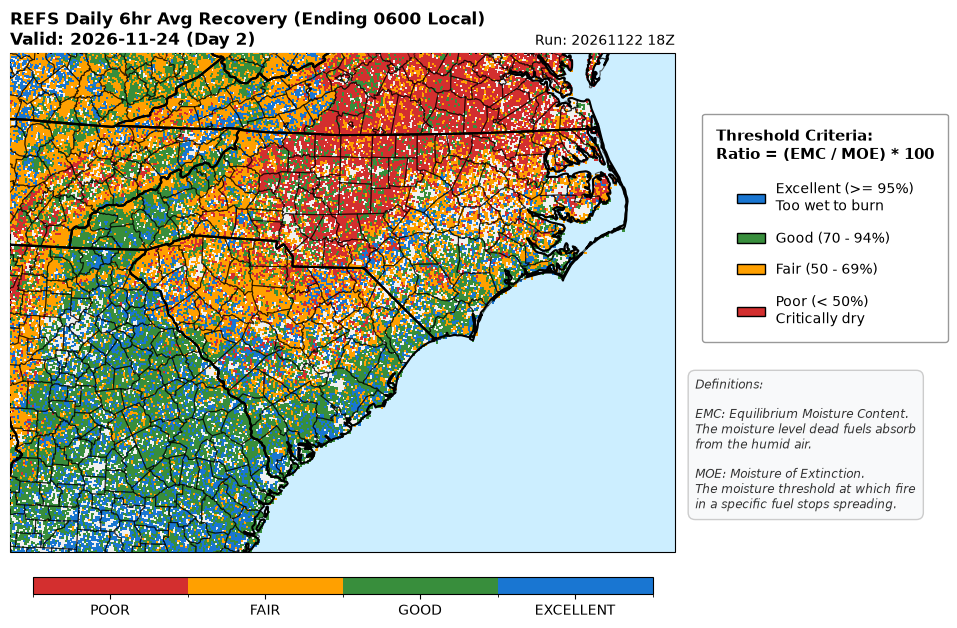 REFS Daily 6hr Avg Recovery (Ending 0600 Local)
Valid: 2026-11-24 (Day 2)
Run: 20261122 18Z
Threshold Criteria:
Ratio = (EMC / MOE) * 100
Excellent (>= 95%)
Too wet to burn
Good (70 - 94%)
Fair (50 - 69%)
Poor (< 50%)
Critically dry
Definitions:
EMC: Equilibrium Moisture Content.
The moisture level dead fuels absorb
from the humid air.
MOE: Moisture of Extinction.
The moisture threshold at which fire
in a specific fuel stops spreading.
POOR
FAIR
GOOD
EXCELLENT